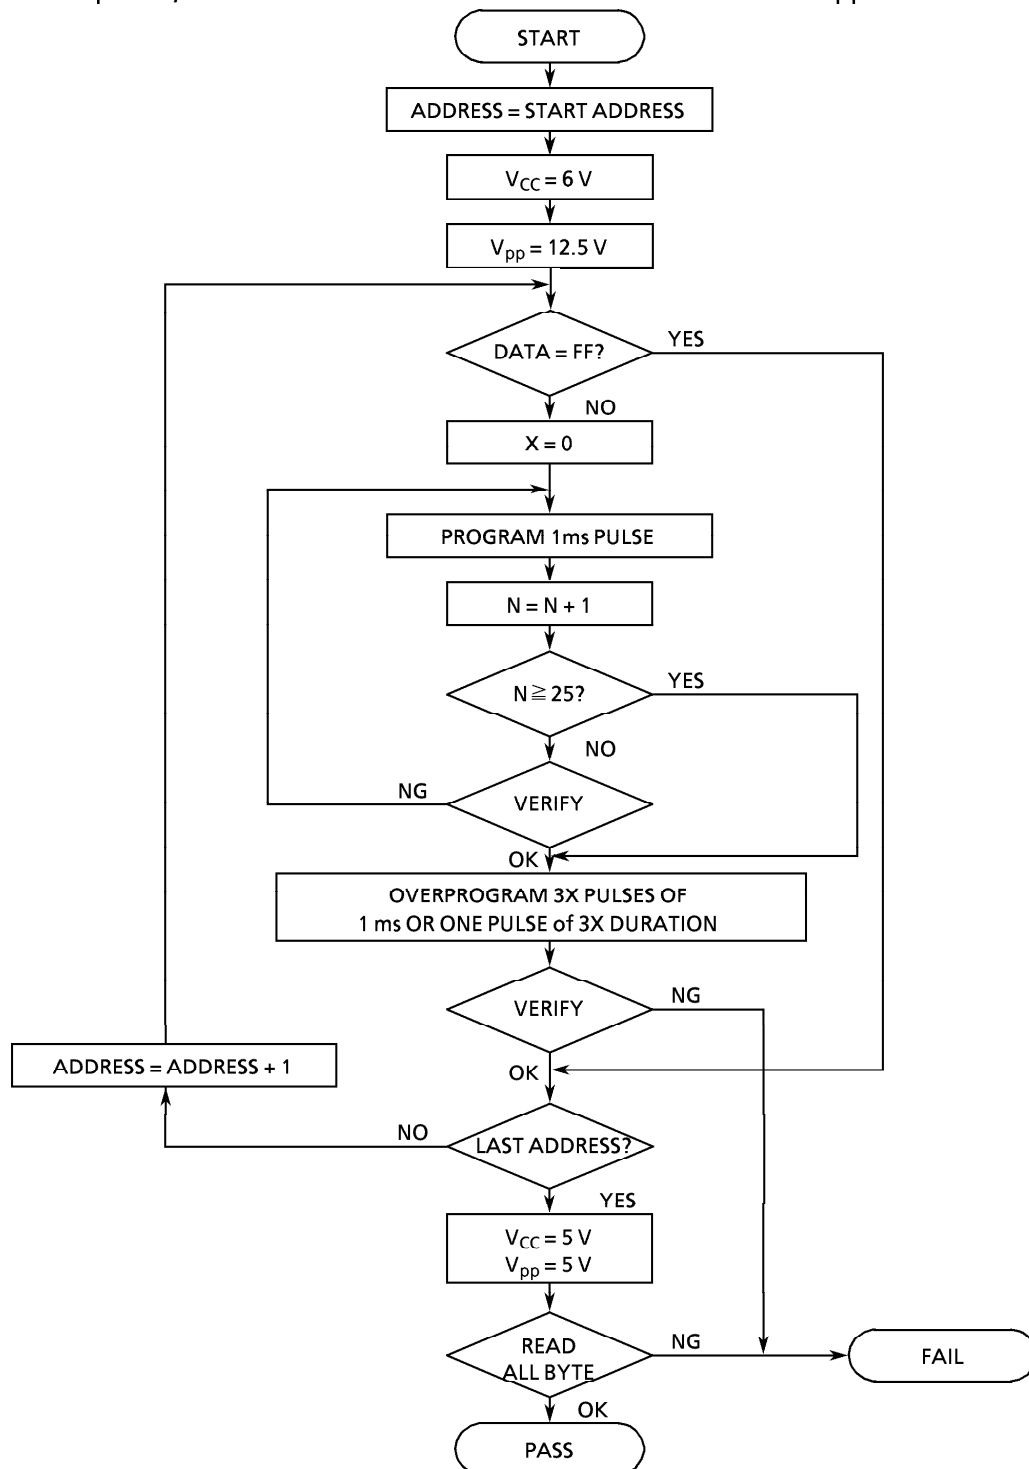 START
ADDRESS = START ADDRESS
VCC = 6 V
Vpp = 12.5 V
DATA = FF?
YES
NO
X = 0
PROGRAM 1ms PULSE
N = N + 1
N ≧ 25?
YES
NO
NG
VERIFY
OK
OVERPROGRAM 3X PULSES OF
1 ms OR ONE PULSE of 3X DURATION
VERIFY
NG
ADDRESS = ADDRESS + 1
OK
NO
LAST ADDRESS?
YES
VCC = 5 V
Vpp = 5 V
READ
ALL BYTE
NG
FAIL
OK
PASS